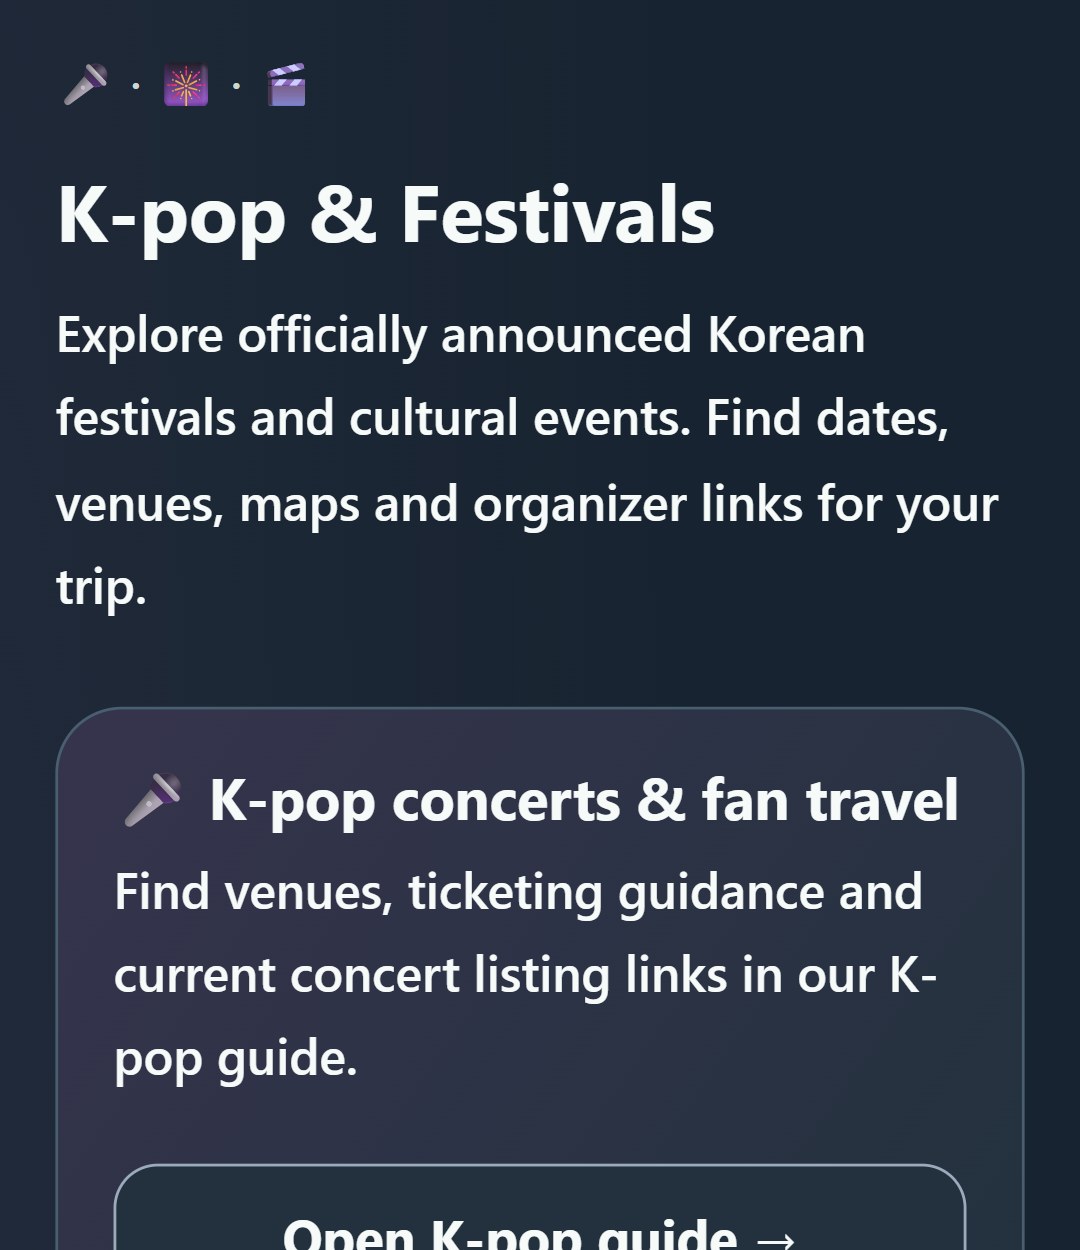 🎤 · 🎆 · 🎬
K-pop & Festivals
Explore officially announced Korean
festivals and cultural events. Find dates,
venues, maps and organizer links for your
trip.
🎤 K-pop concerts & fan travel
Find venues, ticketing guidance and
current concert listing links in our K-
pop guide.
Open K-pop guide →